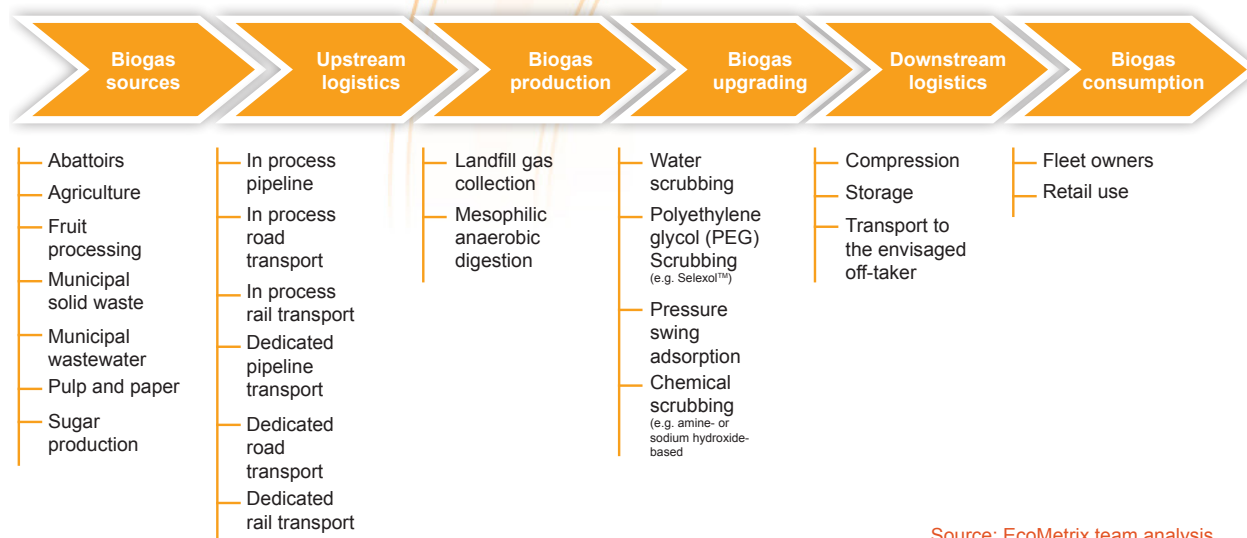 Biogas
sources
Upstream
logistics
Biogas
production
Biogas
upgrading
Downstream
logistics
Biogas
consumption
Abattoirs
Agriculture
Fruit
processing
Municipal
solid waste
Municipal
wastewater
Pulp and paper
Sugar
production
In process
pipeline
In process
road
transport
In process
rail transport
Dedicated
pipeline
transport
Dedicated
road
transport
Dedicated
rail transport
Landfill gas
collection
Mesophilic
anaerobic
digestion
Water
scrubbing
Polyethylene
glycol (PEG)
Scrubbing
(e.g. Selexol™)
Pressure
swing
adsorption
Chemical
scrubbing
(e.g. amine- or
sodium hydroxide-
based
Compression
Storage
Transport to
the envisaged
off-taker
Fleet owners
Retail use
Source: EcoMetrix team analysis